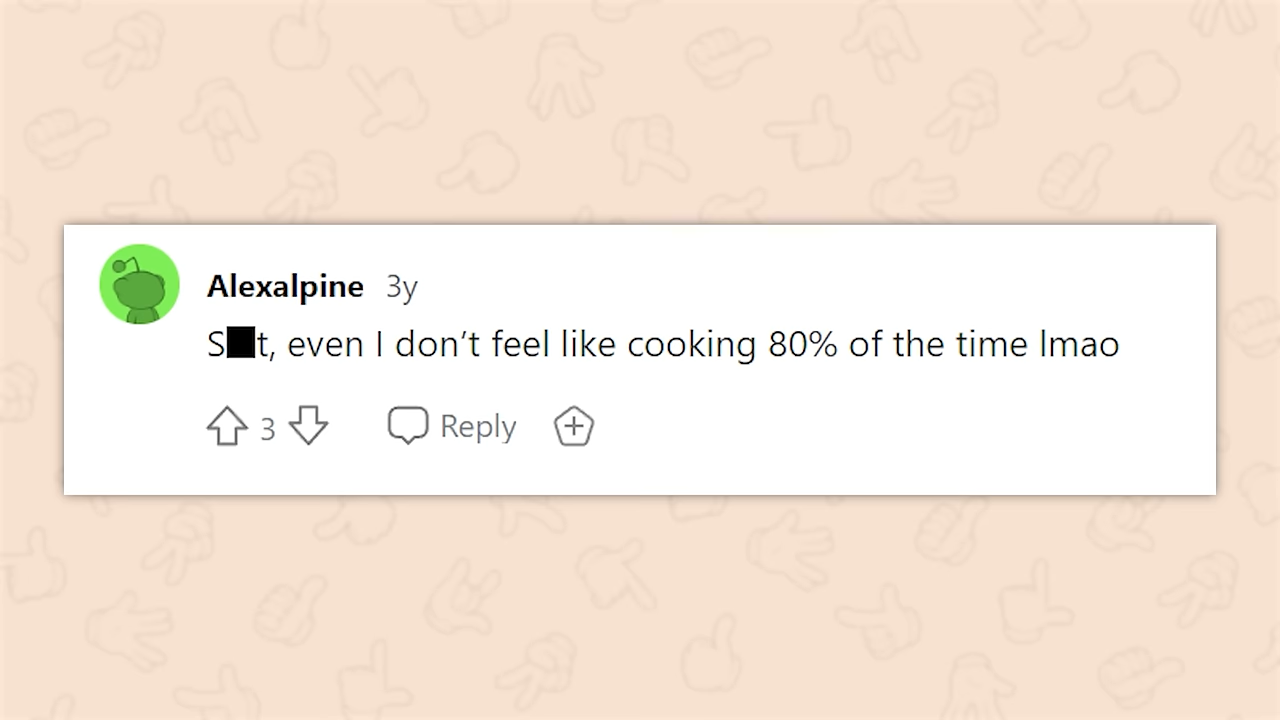 Alexalpine 3y
S■t, even I don’t feel like cooking 80% of the time lmao
3 Reply